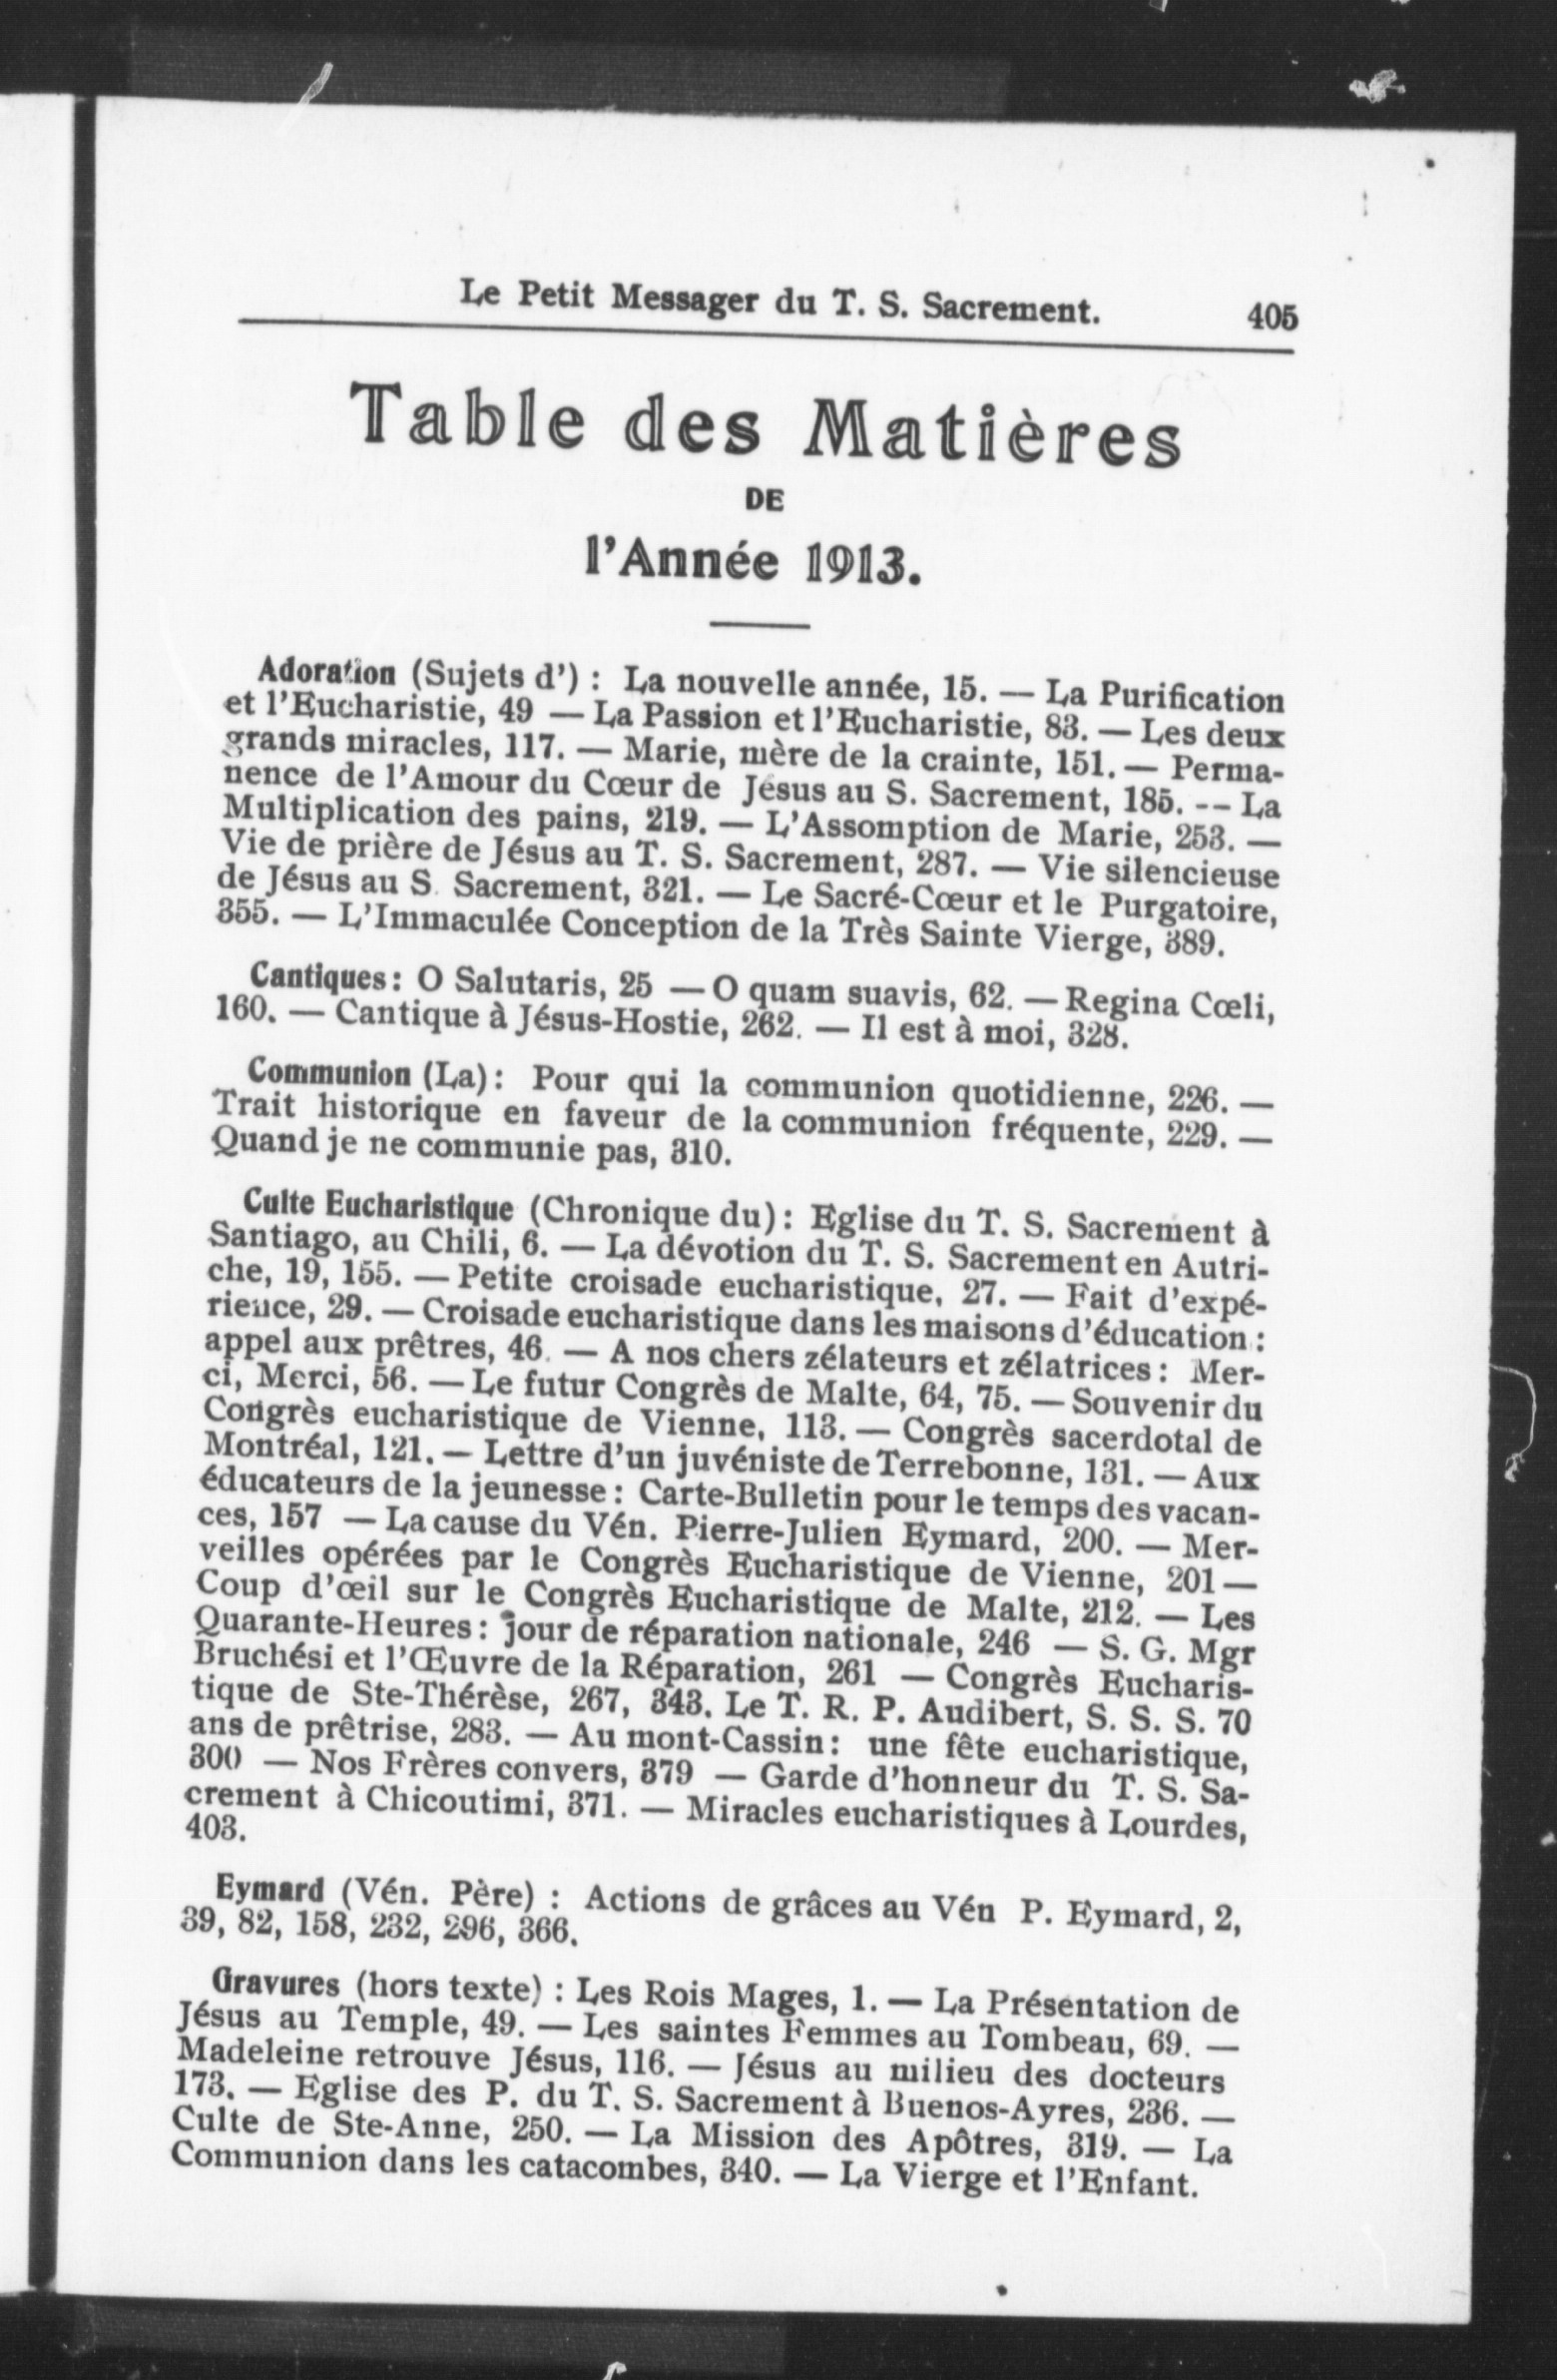 Le Petit Messager du T. S. Sacrement. 405
Table des Matières
DE
l'Année 1913.
Adoration (Sujets d') : La nouvelle année, 15. — La Purification
et l'Eucharistie, 49 — La Passion et l'Eucharistie, 83. — Les deux
grands miracles, 117. — Marie, mère de la crainte, 151. — Perma-
nence de l'Amour du Cœur de Jésus au S. Sacrement, 185. -- La
Multiplication des pains, 219. — L'Assomption de Marie, 253. —
Vie de prière de Jésus au T. S. Sacrement, 287. — Vie silencieuse
de Jésus au S. Sacrement, 321. — Le Sacré-Cœur et le Purgatoire,
355. — L'Immaculée Conception de la Très Sainte Vierge, 389.
Cantiques: O Salutaris, 25 — O quam suavis, 62. — Regina Cœli,
160. — Cantique à Jésus-Hostie, 262. — Il est à moi, 328.
Communion (La): Pour qui la communion quotidienne, 226. —
Trait historique en faveur de la communion fréquente, 229. —
Quand je ne communie pas, 310.
Culte Eucharistique (Chronique du): Eglise du T. S. Sacrement à
Santiago, au Chili, 6. — La dévotion du T. S. Sacrement en Autri-
che, 19, 155. — Petite croisade eucharistique, 27. — Fait d'expé-
rience, 29. — Croisade eucharistique dans les maisons d'éducation :
appel aux prêtres, 46. — A nos chers zélateurs et zélatrices: Mer-
ci, Merci, 56. — Le futur Congrès de Malte, 64, 75. — Souvenir du
Congrès eucharistique de Vienne, 113. — Congrès sacerdotal de
Montréal, 121. — Lettre d'un juvéniste de Terrebonne, 131. — Aux
éducateurs de la jeunesse: Carte-Bulletin pour le temps des vacan-
ces, 157 — La cause du Vén. Pierre-Julien Eymard, 200. — Mer-
veilles opérées par le Congrès Eucharistique de Vienne, 201 —
Coup d'œil sur le Congrès Eucharistique de Malte, 212. — Les
Quarante-Heures: jour de réparation nationale, 246 — S. G. Mgr
Bruchési et l'Œuvre de la Réparation, 261 — Congrès Eucharis-
tique de Ste-Thérèse, 267, 343. Le T. R. P. Audibert, S. S. S. 70
ans de prêtrise, 283. — Au mont-Cassin: une fête eucharistique,
300 — Nos Frères convers, 379 — Garde d'honneur du T. S. Sa-
crement à Chicoutimi, 371. — Miracles eucharistiques à Lourdes,
403.
Eymard (Vén. Père) : Actions de grâces au Vén P. Eymard, 2,
39, 82, 158, 232, 296, 366.
Gravures (hors texte) : Les Rois Mages, 1. — La Présentation de
Jésus au Temple, 49. — Les saintes Femmes au Tombeau, 69. —
Madeleine retrouve Jésus, 116. — Jésus au milieu des docteurs
173. — Eglise des P. du T. S. Sacrement à Buenos-Ayres, 236. —
Culte de Ste-Anne, 250. — La Mission des Apôtres, 319. — La
Communion dans les catacombes, 340. — La Vierge et l'Enfant.